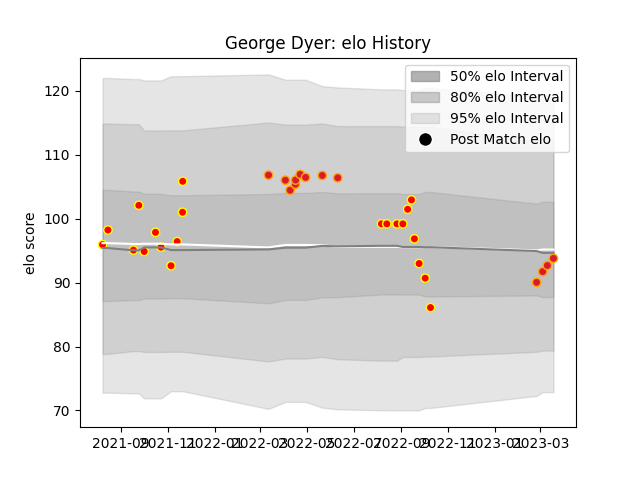 George Dyer: elo History
50% elo Interval
80% elo Interval
95% elo Interval
Post Match elo
elo score
120
110
100
90
80
70
2021-09
2021-11
2022-01
2022-03
2022-05
2022-07
2022-09
2022-11
2023-01
2023-03